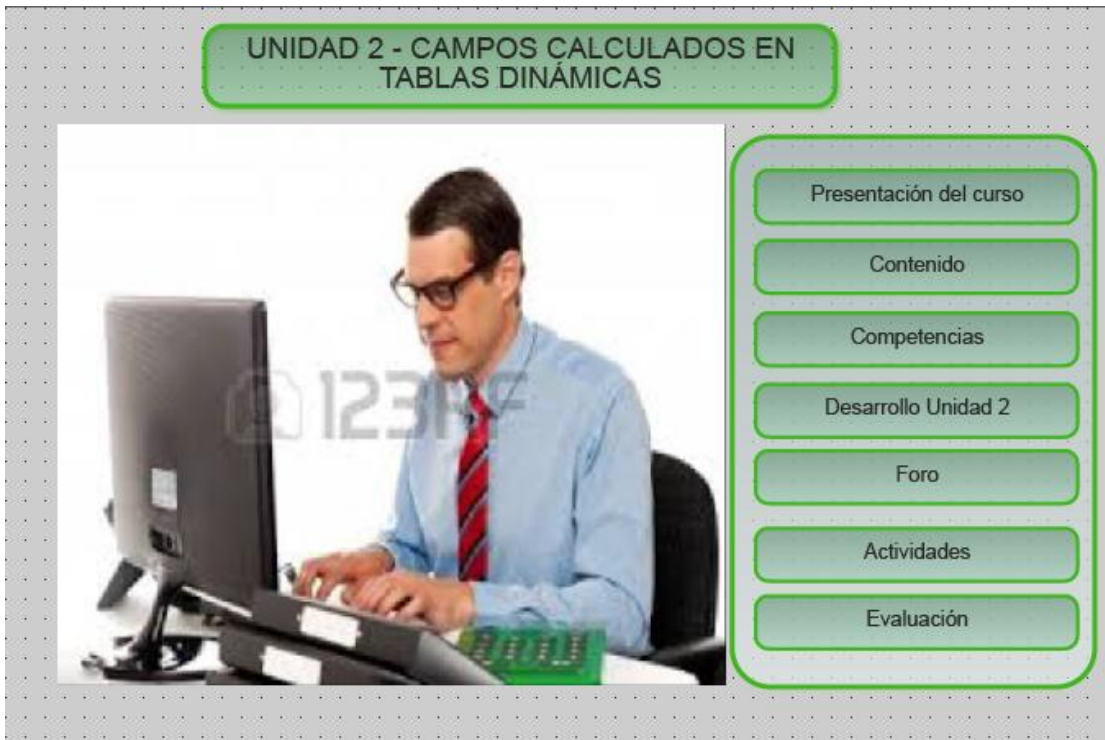 UNIDAD 2 - CAMPOS CALCULADOS EN
TABLAS DINÁMICAS
Presentación del curso
Contenido
Competencias
Desarrollo Unidad 2
Foro
Actividades
Evaluación
123RF